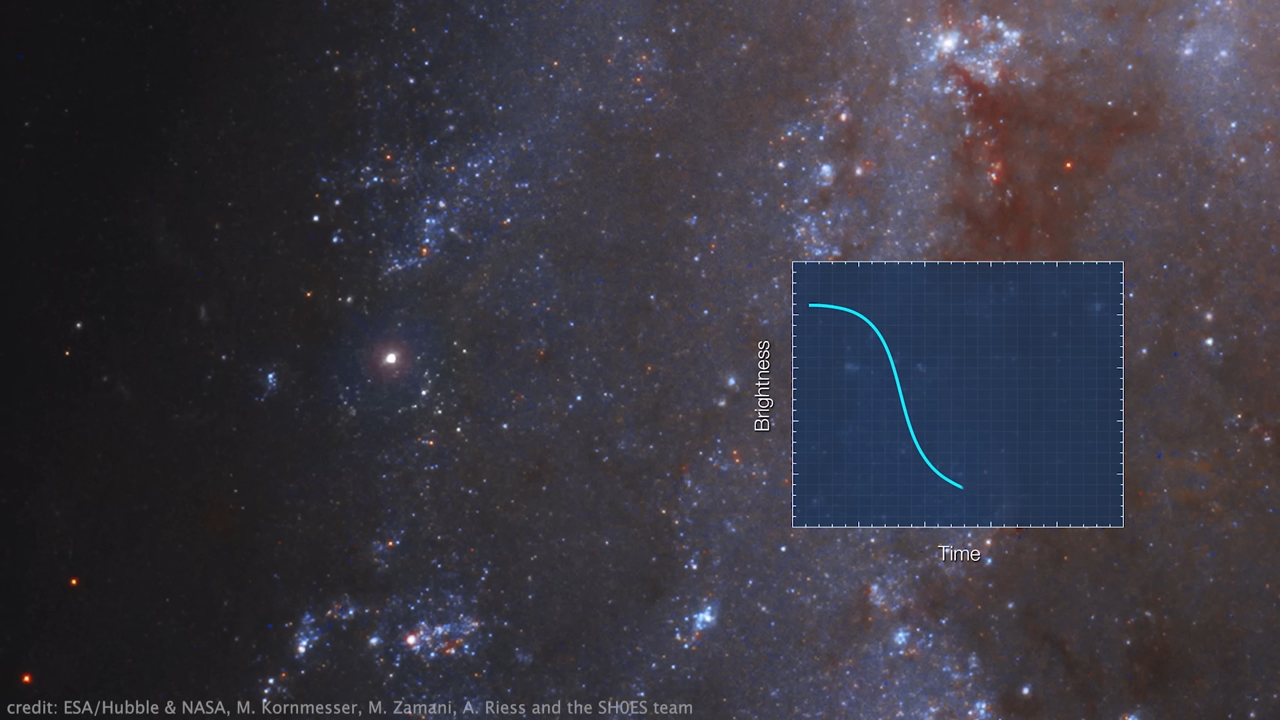 Brightness
Time
credit: ESA/Hubble & NASA, M. Kornmesser, M. Zamani, A. Riess and the SH0ES team